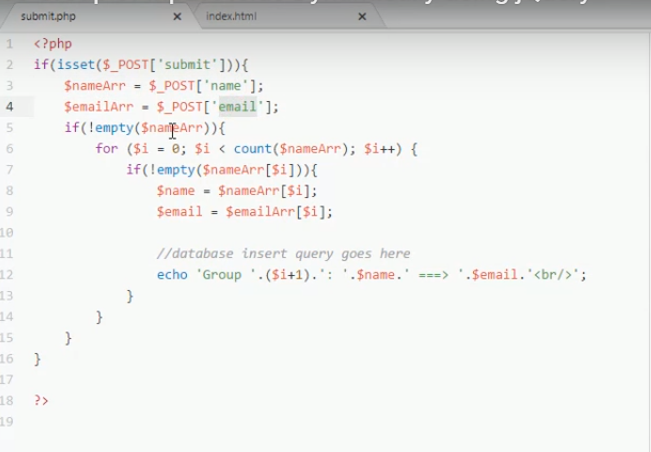 submit.php × index.html ×
1 <?php
2 if(isset($_POST['submit'])){
3 $nameArr = $_POST['name'];
4 $emailArr = $_POST['email'];
5 if(!empty($nameArr)){
6 for ($i = 0; $i < count($nameArr); $i++) {
7 if(!empty($nameArr[$i])){
8 $name = $nameArr[$i];
9 $email = $emailArr[$i];
10
11 //database insert query goes here
12 echo 'Group '.($i+1).': '.$name.' ===> '.$email.'<br/>';
13 }
14 }
15 }
16 }
17
18 ?>
19